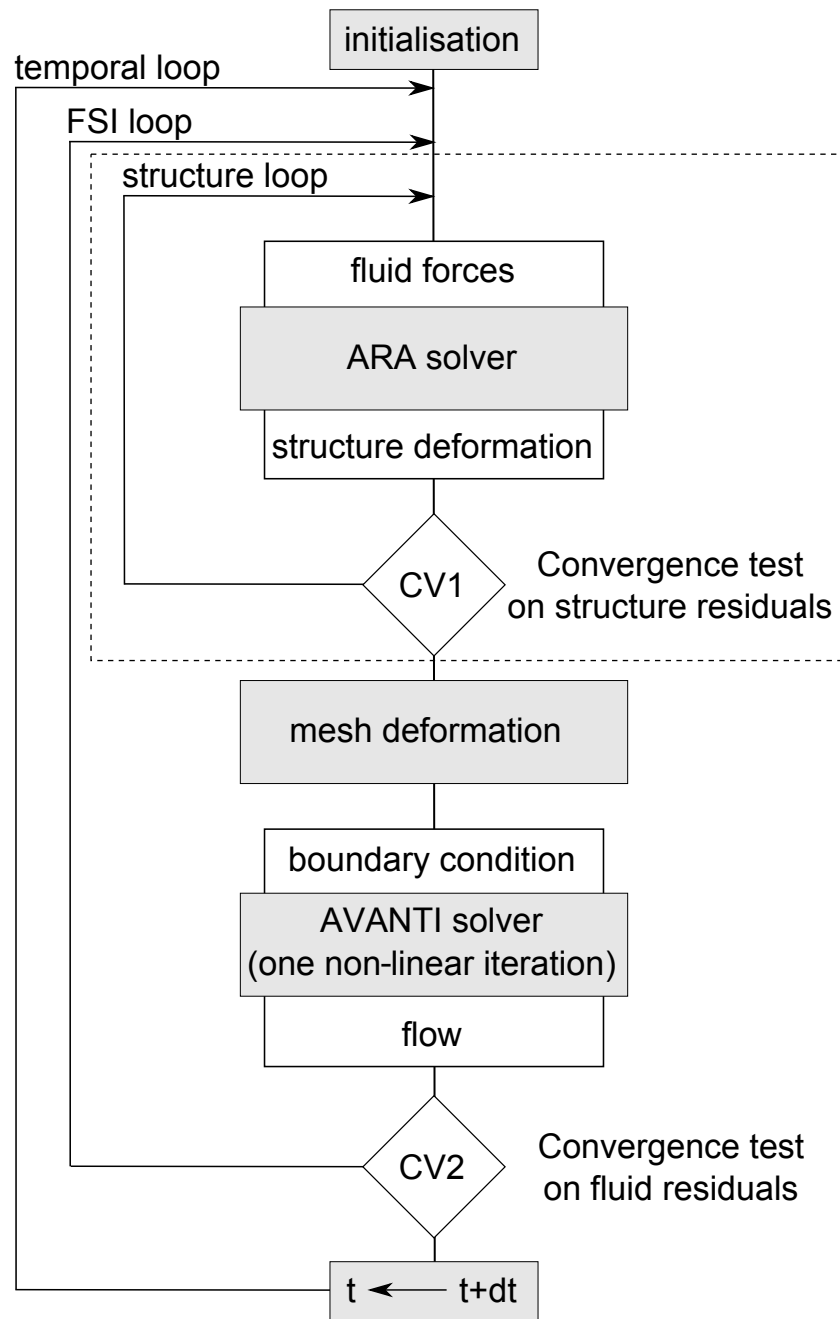 initialisation
temporal loop
FSI loop
structure loop
fluid forces
ARA solver
structure deformation
CV1
Convergence test
on structure residuals
mesh deformation
boundary condition
AVANTI solver
(one non-linear iteration)
flow
CV2
Convergence test
on fluid residuals
t ← t+dt